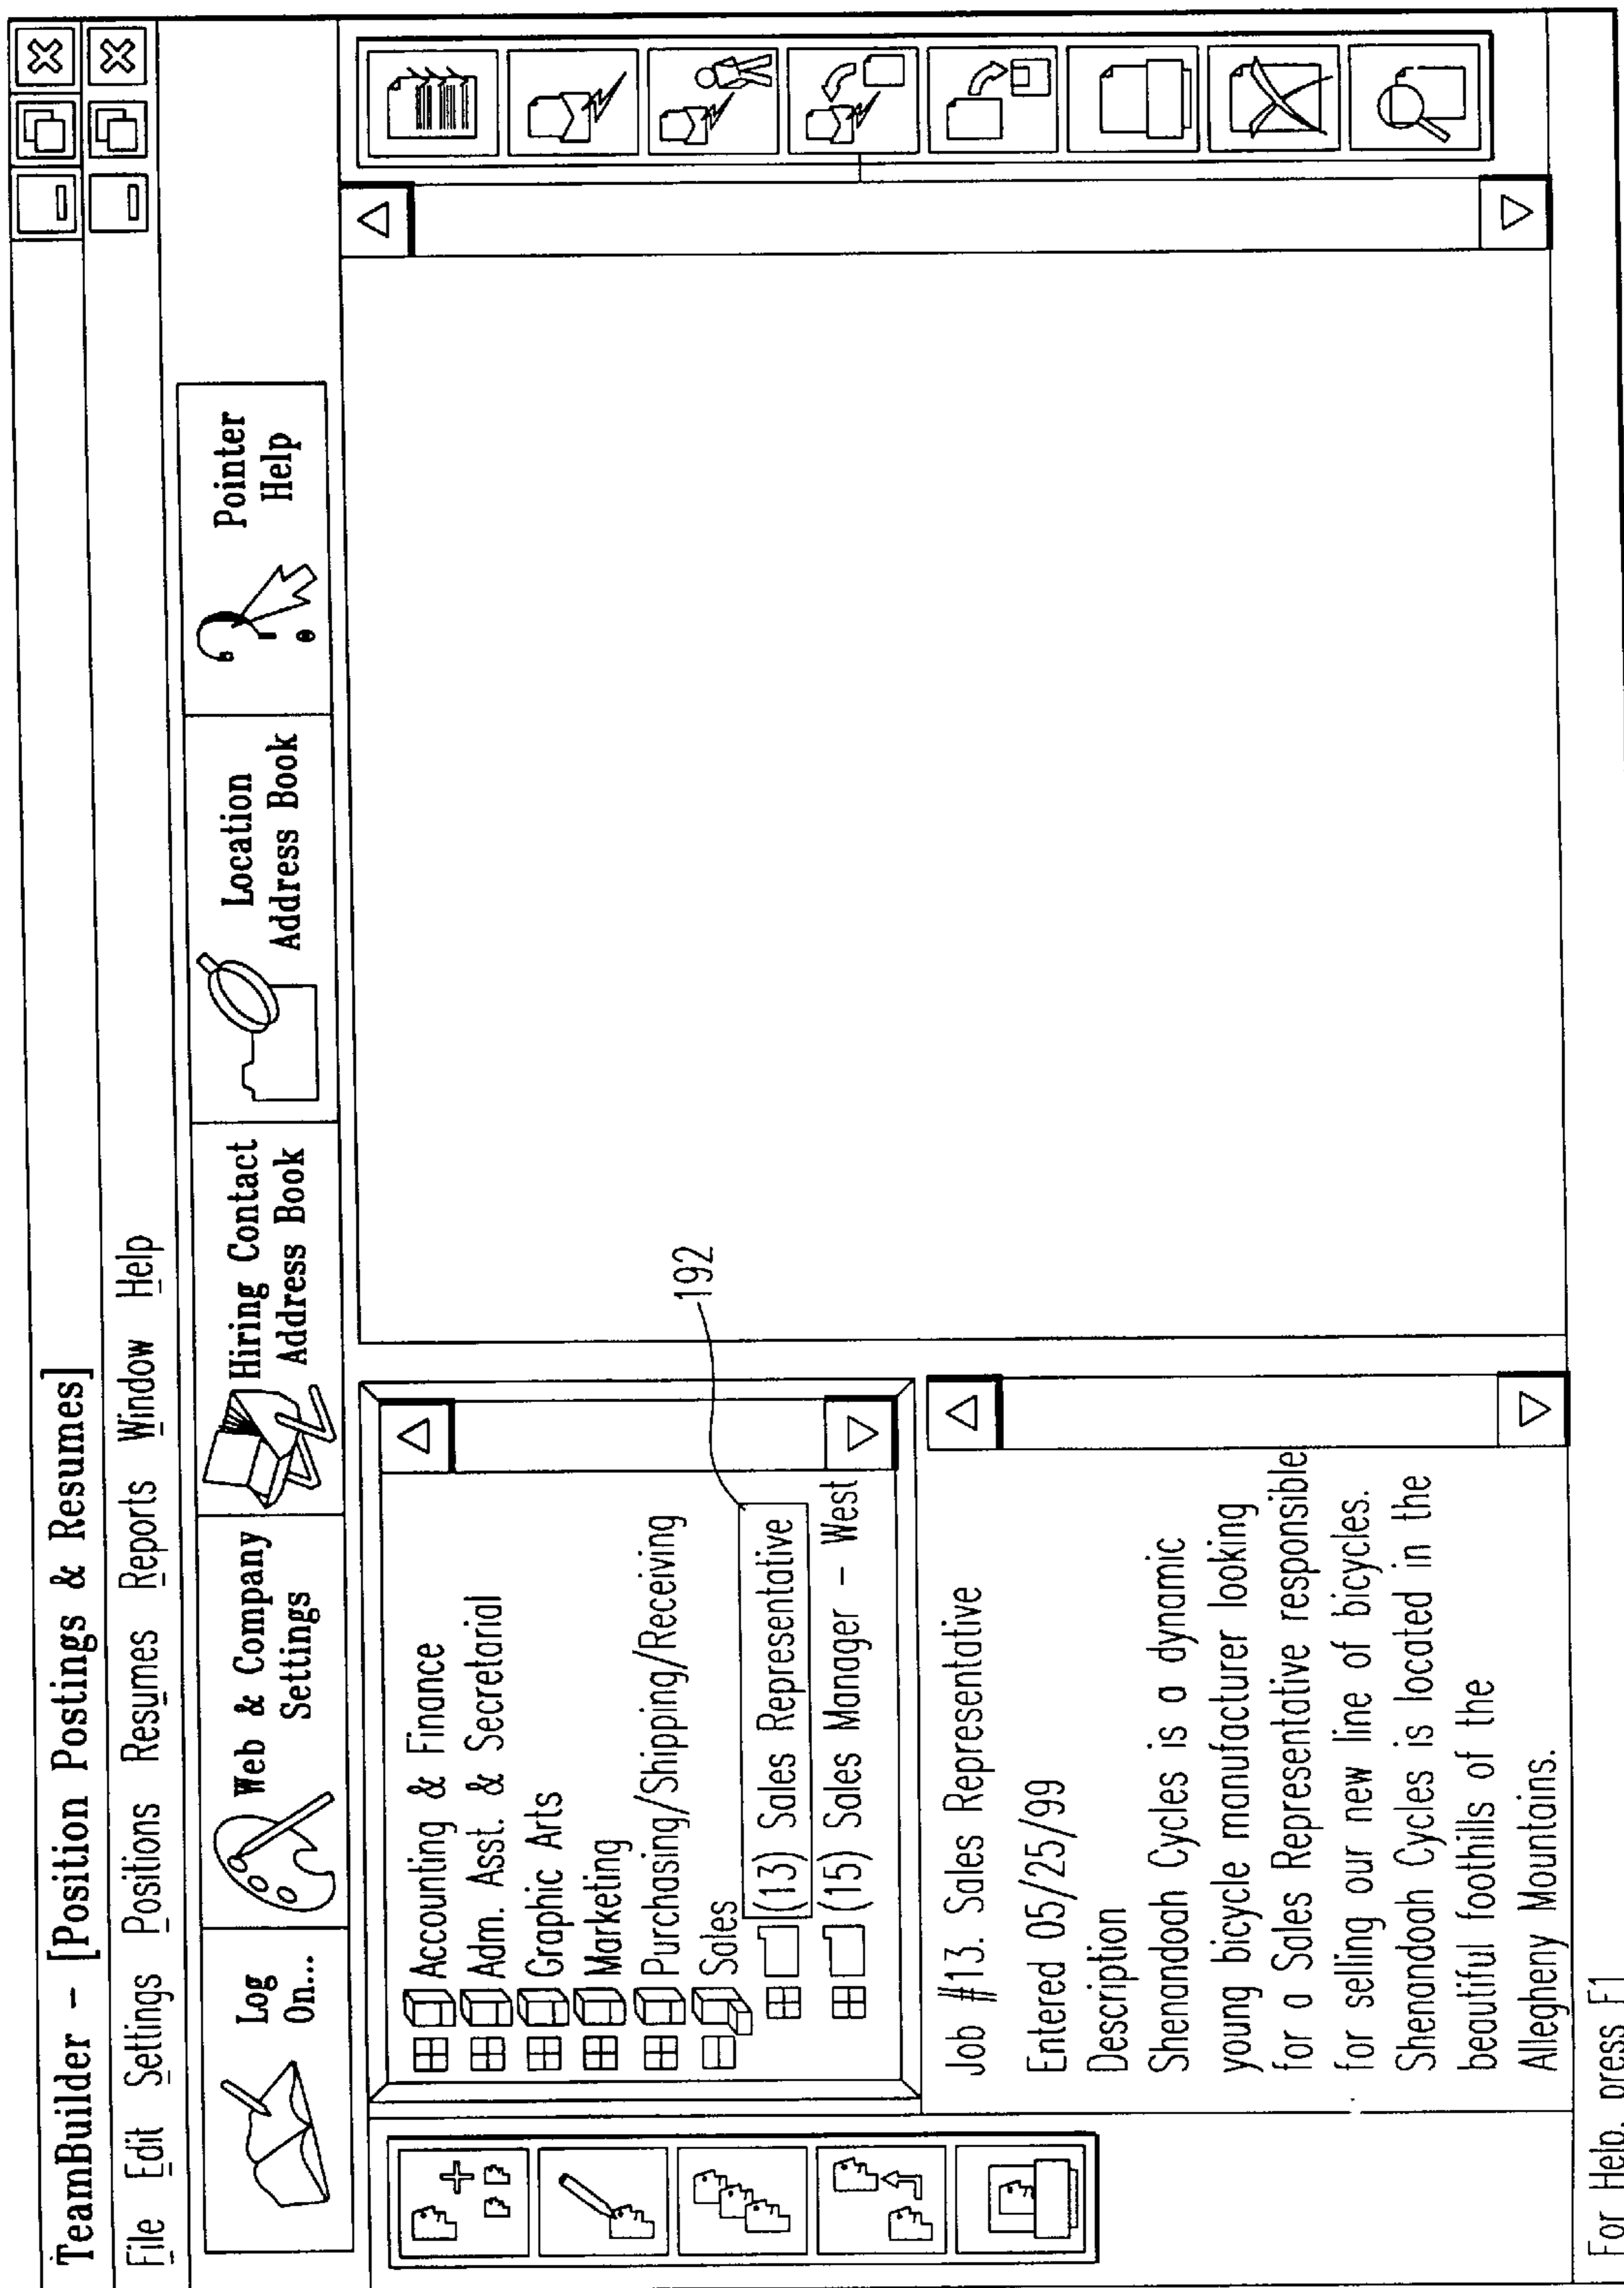 TeamBuilder – [Position Postings & Resumes]
File Edit Settings Positions Resumes Reports Window Help
Log
On...
Web & Company
Settings
Hiring Contact
Address Book
Location
Address Book
Pointer
Help
Accounting & Finance
Adm. Asst. & Secretarial
Graphic Arts
Marketing
Purchasing/Shipping/Receiving
Sales
(13) Sales Representative
(15) Sales Manager – West
192
Job #13. Sales Representative
Entered 05/25/99
Description
Shenandoah Cycles is a dynamic
young bicycle manufacturer looking
for a Sales Representative responsible
for selling our new line of bicycles.
Shenandoah Cycles is located in the
beautiful foothills of the
Allegheny Mountains.
For Help, press F1